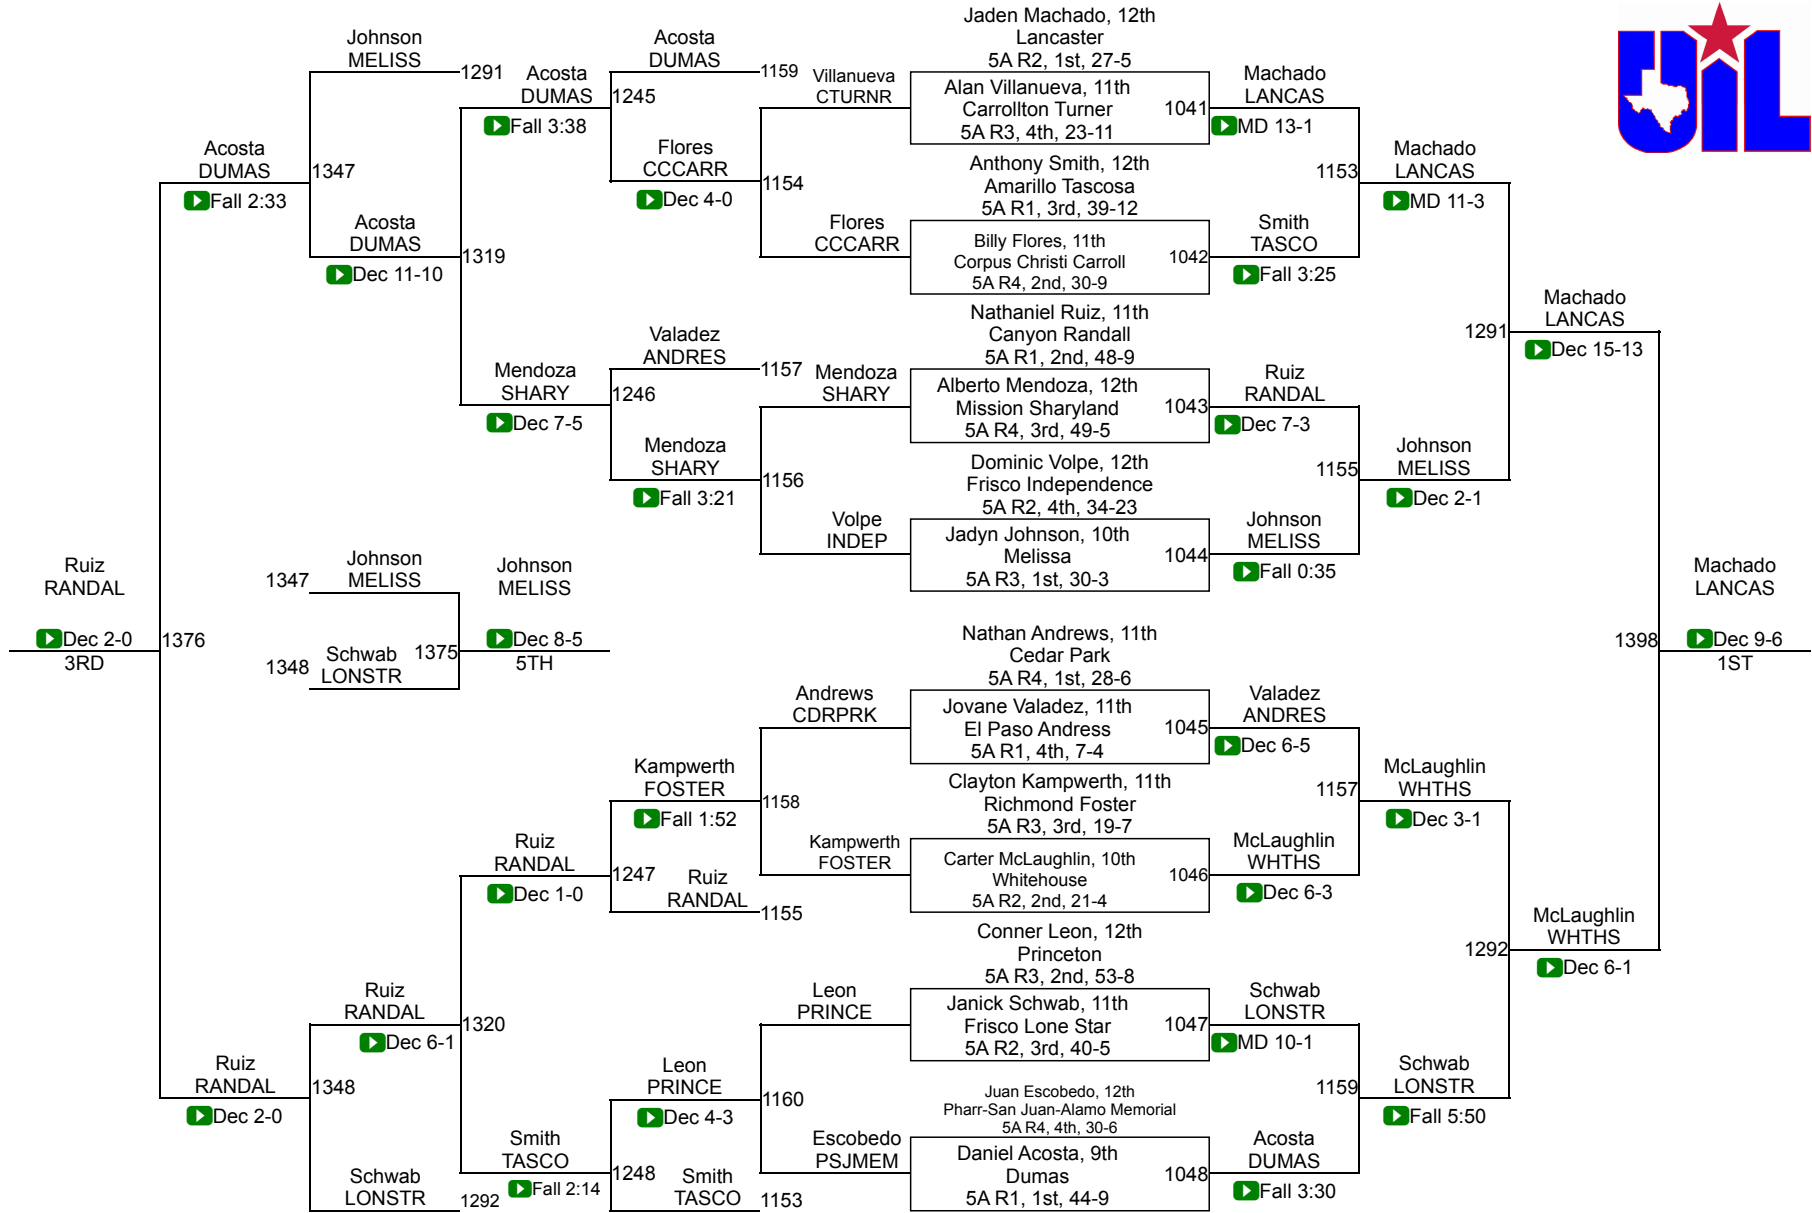 UIL
Jaden Machado, 12th
Lancaster
5A R2, 1st, 27-5
Alan Villanueva, 11th
Carrollton Turner
5A R3, 4th, 23-11
1041
Anthony Smith, 12th
Amarillo Tascosa
5A R1, 3rd, 39-12
Billy Flores, 11th
Corpus Christi Carroll
5A R4, 2nd, 30-9
1042
Nathaniel Ruiz, 11th
Canyon Randall
5A R1, 2nd, 48-9
Alberto Mendoza, 12th
Mission Sharyland
5A R4, 3rd, 49-5
1043
Dominic Volpe, 12th
Frisco Independence
5A R2, 4th, 34-23
Jadyn Johnson, 10th
Melissa
5A R3, 1st, 30-3
1044
Nathan Andrews, 11th
Cedar Park
5A R4, 1st, 28-6
Jovane Valadez, 11th
El Paso Andress
5A R1, 4th, 7-4
1045
Clayton Kampwerth, 11th
Richmond Foster
5A R3, 3rd, 19-7
Carter McLaughlin, 10th
Whitehouse
5A R2, 2nd, 21-4
1046
Conner Leon, 12th
Princeton
5A R3, 2nd, 53-8
Janick Schwab, 11th
Frisco Lone Star
5A R2, 3rd, 40-5
1047
Juan Escobedo, 12th
Pharr-San Juan-Alamo Memorial
5A R4, 4th, 30-6
Daniel Acosta, 9th
Dumas
5A R1, 1st, 44-9
1048
Machado
LANCAS
MD 13-1
1153
Smith
TASCO
Fall 3:25
Ruiz
RANDAL
Dec 7-3
1155
Johnson
MELISS
Fall 0:35
Valadez
ANDRES
Dec 6-5
1157
McLaughlin
WHTHS
Dec 6-3
Schwab
LONSTR
MD 10-1
1159
Acosta
DUMAS
Fall 3:30
Machado
LANCAS
MD 11-3
1291
Johnson
MELISS
Dec 2-1
McLaughlin
WHTHS
Dec 3-1
1292
Schwab
LONSTR
Fall 5:50
Machado
LANCAS
Dec 15-13
1398
McLaughlin
WHTHS
Dec 6-1
Machado
LANCAS
Dec 9-6
1ST
Villanueva
CTURNR
1154
Flores
CCCARR
Mendoza
SHARY
1156
Volpe
INDEP
Andrews
CDRPRK
1158
Kampwerth
FOSTER
Leon
PRINCE
1160
Escobedo
PSJMEM
Acosta
DUMAS
1159
1245
Flores
CCCARR
Dec 4-0
Valadez
ANDRES
1157
1246
Mendoza
SHARY
Fall 3:21
Kampwerth
FOSTER
Fall 1:52
1247
Ruiz
RANDAL
1155
Leon
PRINCE
Dec 4-3
1248
Smith
TASCO
1153
Acosta
DUMAS
Fall 3:38
1319
Mendoza
SHARY
Dec 7-5
Ruiz
RANDAL
Dec 1-0
1320
Smith
TASCO
Fall 2:14
Johnson
MELISS
1291
1347
Acosta
DUMAS
Dec 11-10
Ruiz
RANDAL
Dec 6-1
1348
Schwab
LONSTR
1292
Acosta
DUMAS
Fall 2:33
1376
Ruiz
RANDAL
Dec 2-0
Ruiz
RANDAL
Dec 2-0
3RD
1347
Johnson
MELISS
1348
Schwab
LONSTR
1375
Johnson
MELISS
Dec 8-5
5TH